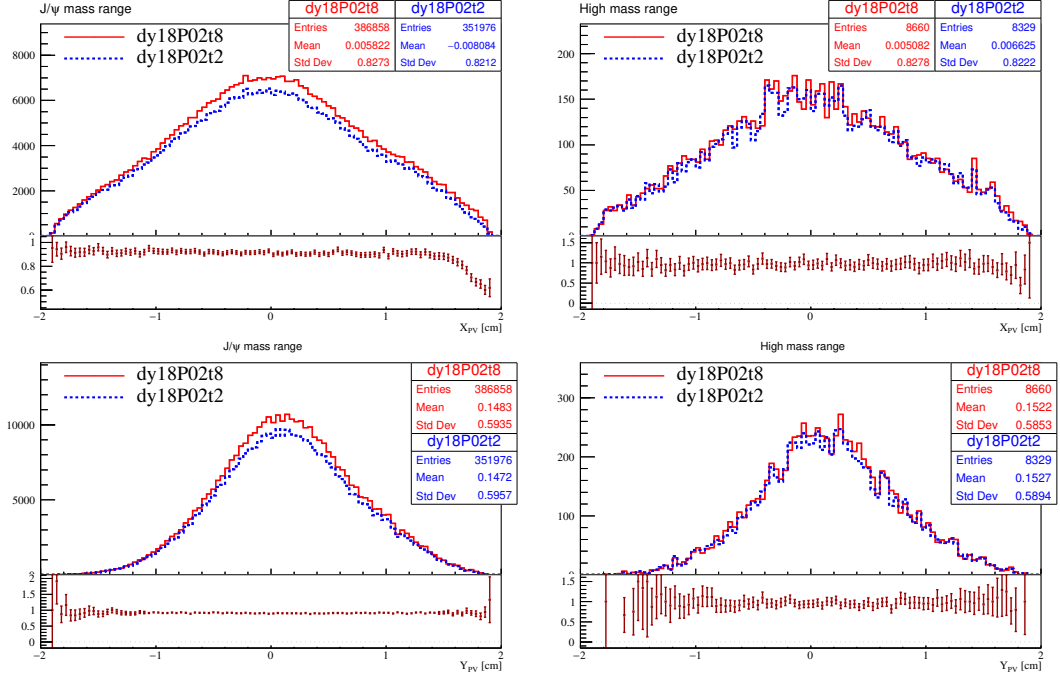 J/ψ mass range
dy18P02t8
dy18P02t2
dy18P02t8
Entries 386858
Mean 0.005822
Std Dev 0.8273
dy18P02t2
Entries 351976
Mean −0.008084
Std Dev 0.8212
8000
6000
4000
2000
0
1
0.8
0.6
−2 −1 0 1 2
X_PV [cm]
High mass range
dy18P02t8
dy18P02t2
dy18P02t8
Entries 8660
Mean 0.005082
Std Dev 0.8278
dy18P02t2
Entries 8329
Mean 0.006625
Std Dev 0.8222
200
150
100
50
0
1.5
1
0.5
0
−2 −1 0 1 2
X_PV [cm]
J/ψ mass range
dy18P02t8
dy18P02t2
dy18P02t8
Entries 386858
Mean 0.1483
Std Dev 0.5935
dy18P02t2
Entries 351976
Mean 0.1472
Std Dev 0.5957
10000
5000
0
2
1.5
1
0.5
0
−2 −1 0 1 2
Y_PV [cm]
High mass range
dy18P02t8
dy18P02t2
dy18P02t8
Entries 8660
Mean 0.1522
Std Dev 0.5853
dy18P02t2
Entries 8329
Mean 0.1527
Std Dev 0.5894
300
200
100
0
1.5
1
0.5
0
−2 −1 0 1 2
Y_PV [cm]